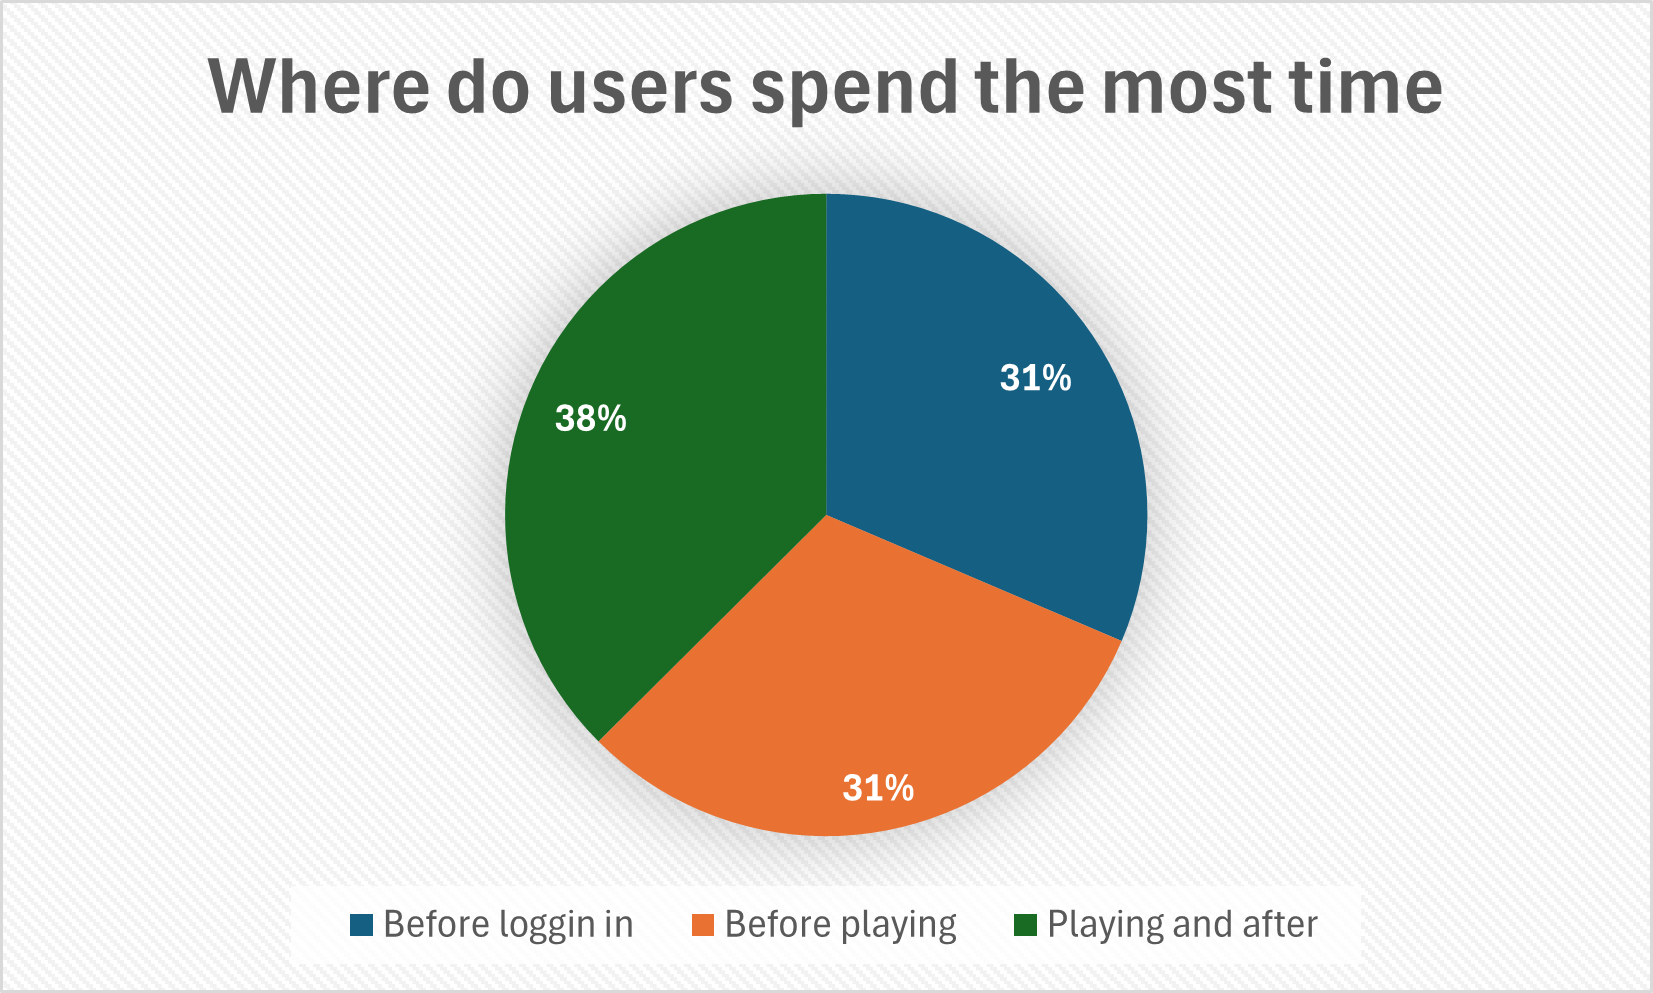 Where do users spend the most time
31%
38%
31%
Before loggin in Before playing Playing and after